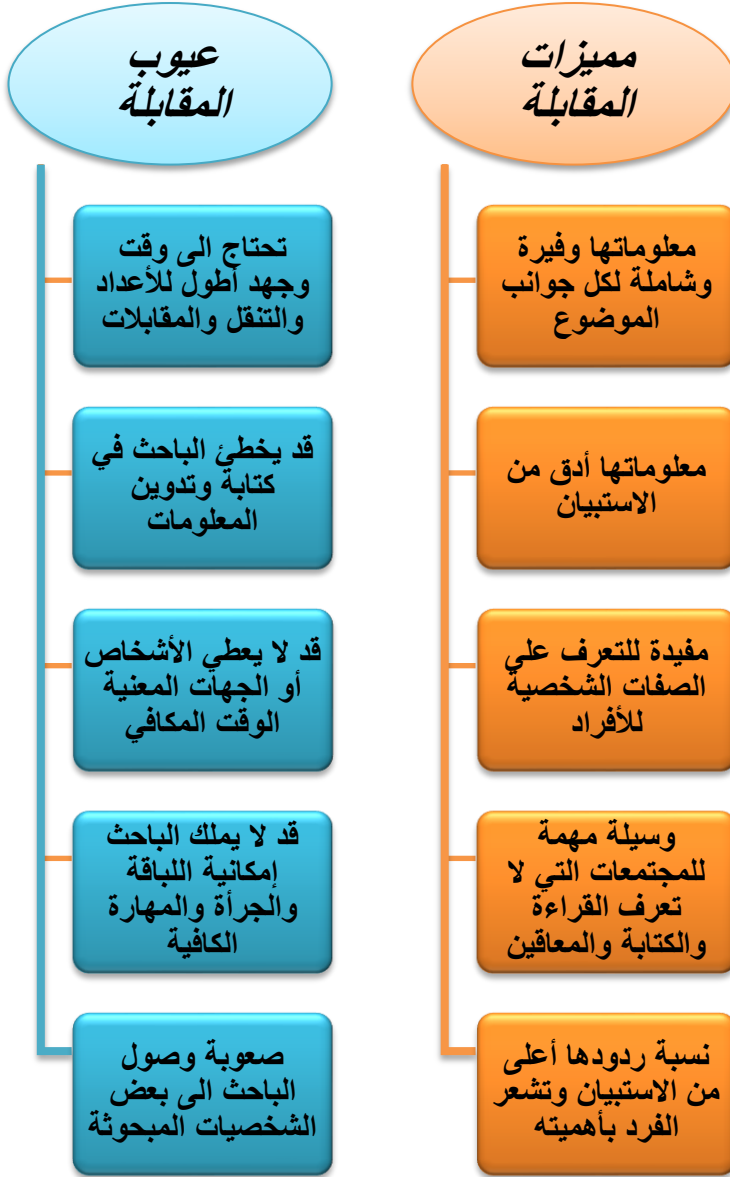 مميزات
المقابلة
معلوماتها وفيرة
وشاملة لكل جوانب
الموضوع
معلوماتها أدق من
الاستبيان
مفيدة للتعرف على
الصفات الشخصية
للأفراد
وسيلة مهمة
للمجتمعات التي لا
تعرف القراءة
والكتابة والمعاقين
نسبة ردودها أعلى
من الاستبيان وتشعر
الفرد بأهميته
عيوب
المقابلة
تحتاج الى وقت
وجهد أطول للأعداد
والتنقل والمقابلات
قد يخطئ الباحث في
كتابة وتدوين
المعلومات
قد لا يعطي الأشخاص
أو الجهات المعنية
الوقت المكافي
قد لا يملك الباحث
إمكانية اللباقة
والجرأة والمهارة
الكافية
صعوبة وصول
الباحث الى بعض
الشخصيات المبحوثة